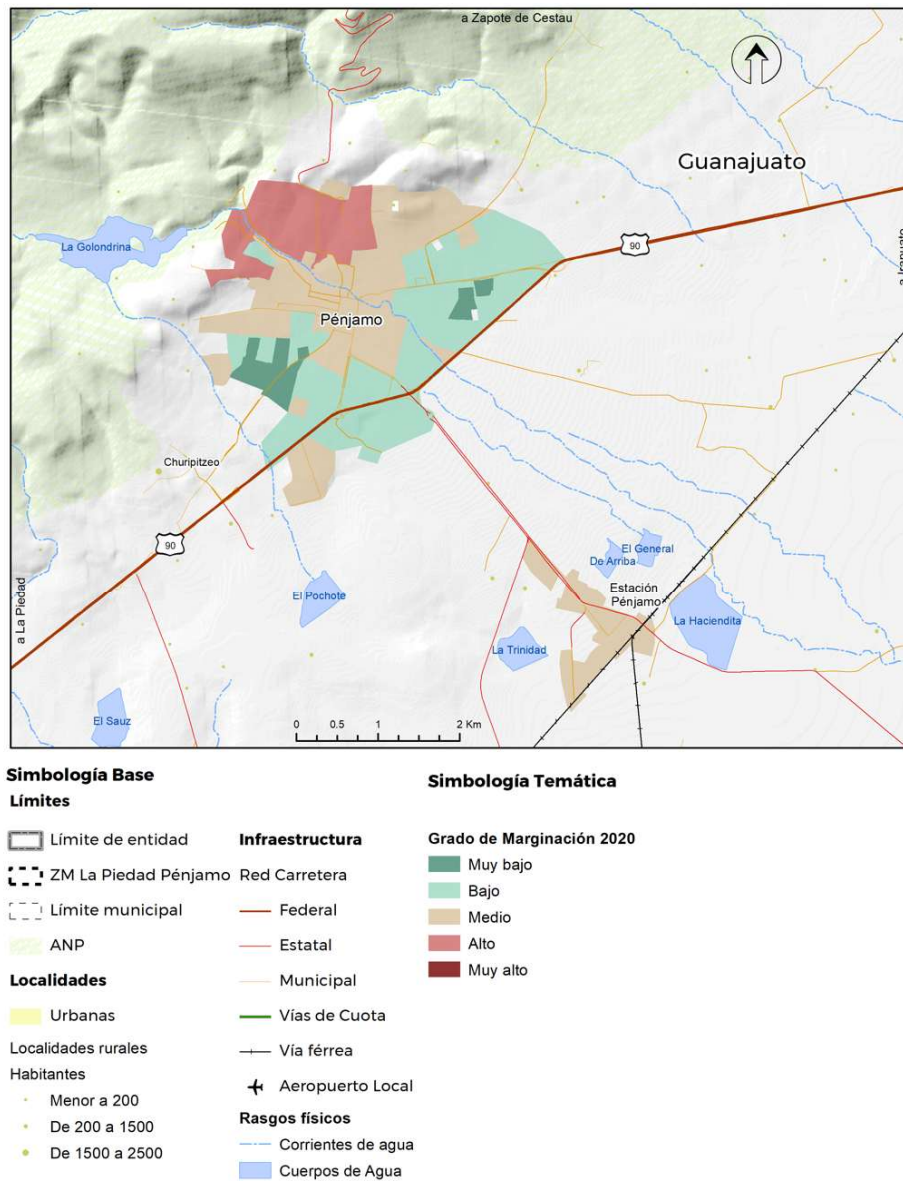 a Zapote de Cestau
Guanajuato
90
La Golondrina
a Irapuato
Pénjamo
Churipitzeo
90
El General
De Arriba
Estación
Pénjamo
a La Piedad
El Pochote
La Haciendita
La Trinidad
El Sauz
0 0.5 1 2 Km
Simbología Base
Límites
Límite de entidad
ZM La Piedad Pénjamo
Límite municipal
ANP
Localidades
Urbanas
Localidades rurales
Habitantes
Menor a 200
De 200 a 1500
De 1500 a 2500
Infraestructura
Red Carretera
Federal
Estatal
Municipal
Vías de Cuota
Vía férrea
Aeropuerto Local
Rasgos físicos
Corrientes de agua
Cuerpos de Agua
Simbología Temática
Grado de Marginación 2020
Muy bajo
Bajo
Medio
Alto
Muy alto